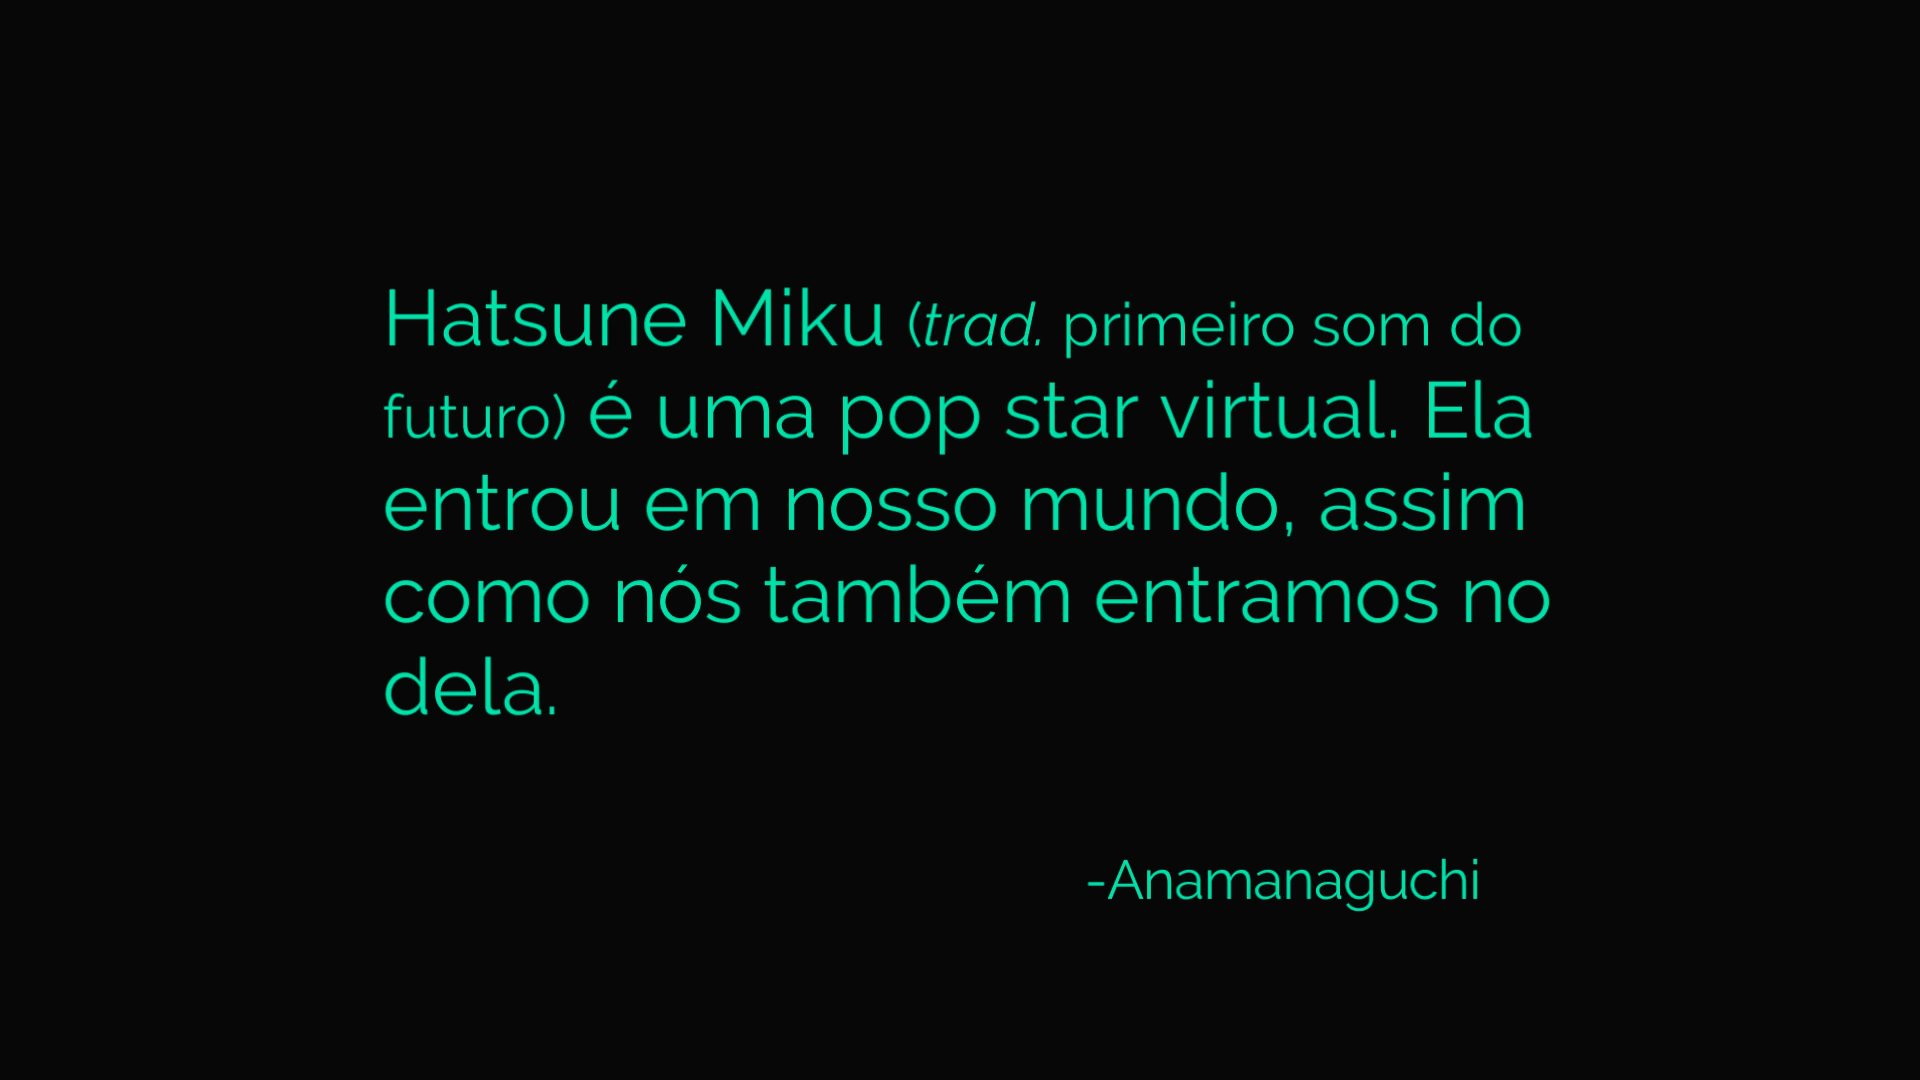 Hatsune Miku (trad. primeiro som do
futuro) é uma pop star virtual. Ela
entrou em nosso mundo, assim
como nós também entramos no
dela.
-Anamanaguchi